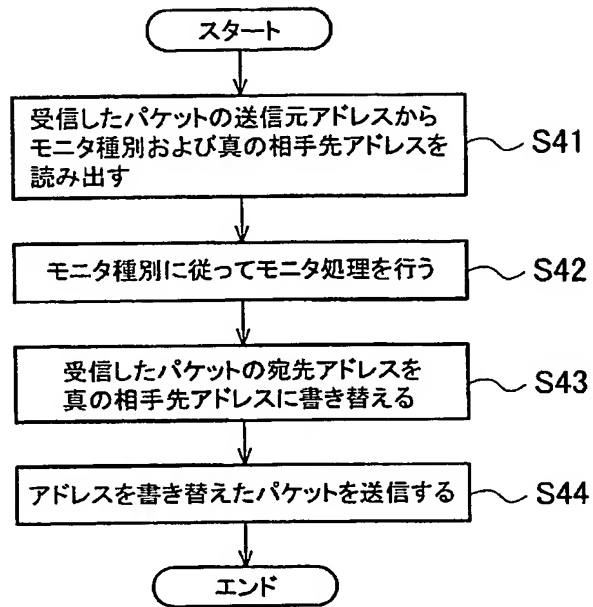 スタート
受信したパケットの送信元アドレスから
モニタ種別および真の相手先アドレスを
読み出す
S41
モニタ種別に従ってモニタ処理を行う
S42
受信したパケットの宛先アドレスを
真の相手先アドレスに書き替える
S43
アドレスを書き替えたパケットを送信する
S44
エンド